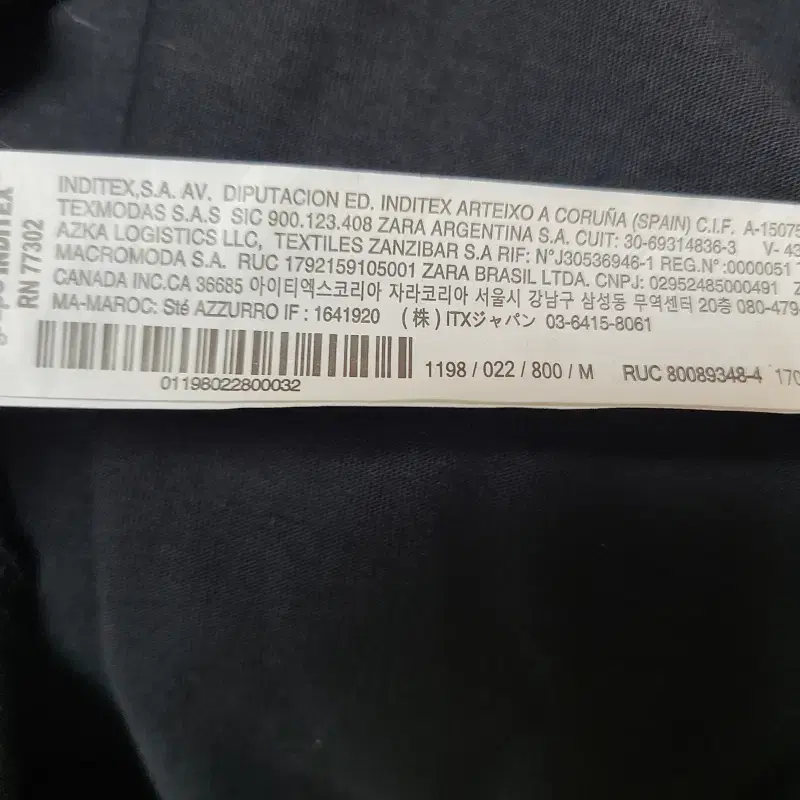 INDITEX
RN 77302
INDITEX,S.A. AV. DIPUTACION ED. INDITEX ARTEIXO A CORUÑA (SPAIN) C.I.F. A-15075
TEXMODAS S.A.S SIC 900.123.408 ZARA ARGENTINA S.A. CUIT: 30-69314836-3 V- 43
AZKA LOGISTICS LLC, TEXTILES ZANZIBAR S.A RIF: N°J30536946-1 REG.N°:0000051
MACROMODA S.A. RUC 1792159105001 ZARA BRASIL LTDA. CNPJ: 02952485000491
CANADA INC.CA 36685 아이티엑스코리아 자라코리아 서울시 강남구 삼성동 무역센터 20층 080-479
MA-MAROC: Sté AZZURRO IF : 1641920 (株) ITXジャパン 03-6415-8061
01198022800032
1198 / 022 / 800 / M RUC 80089348-4 170